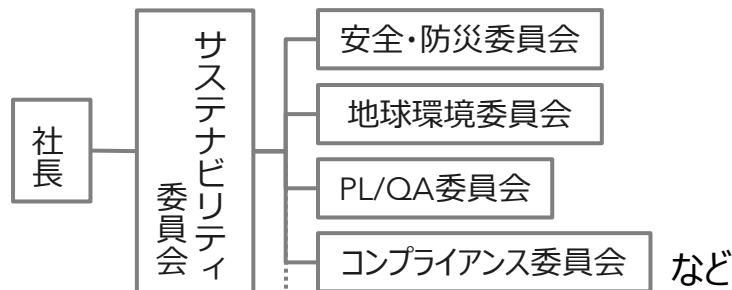 社長
サステナビリティ
委員会
安全・防災委員会
地球環境委員会
PL/QA委員会
コンプライアンス委員会
など